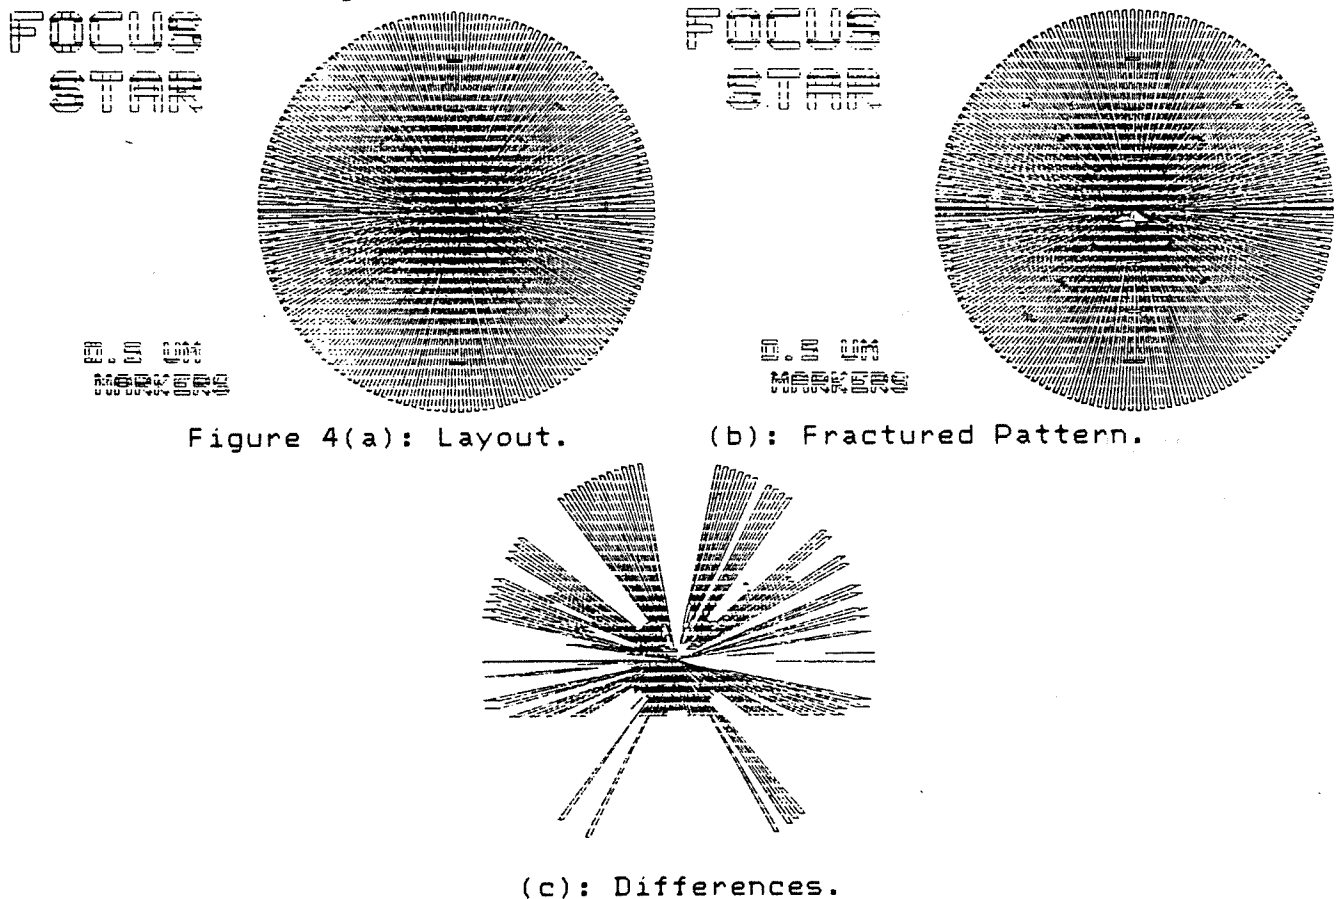 FOCUS
STAR
0.5 UM
MARKERS
FOCUS
STAR
0.5 UM
MARKERS
Figure 4(a): Layout.
(b): Fractured Pattern.
(c): Differences.